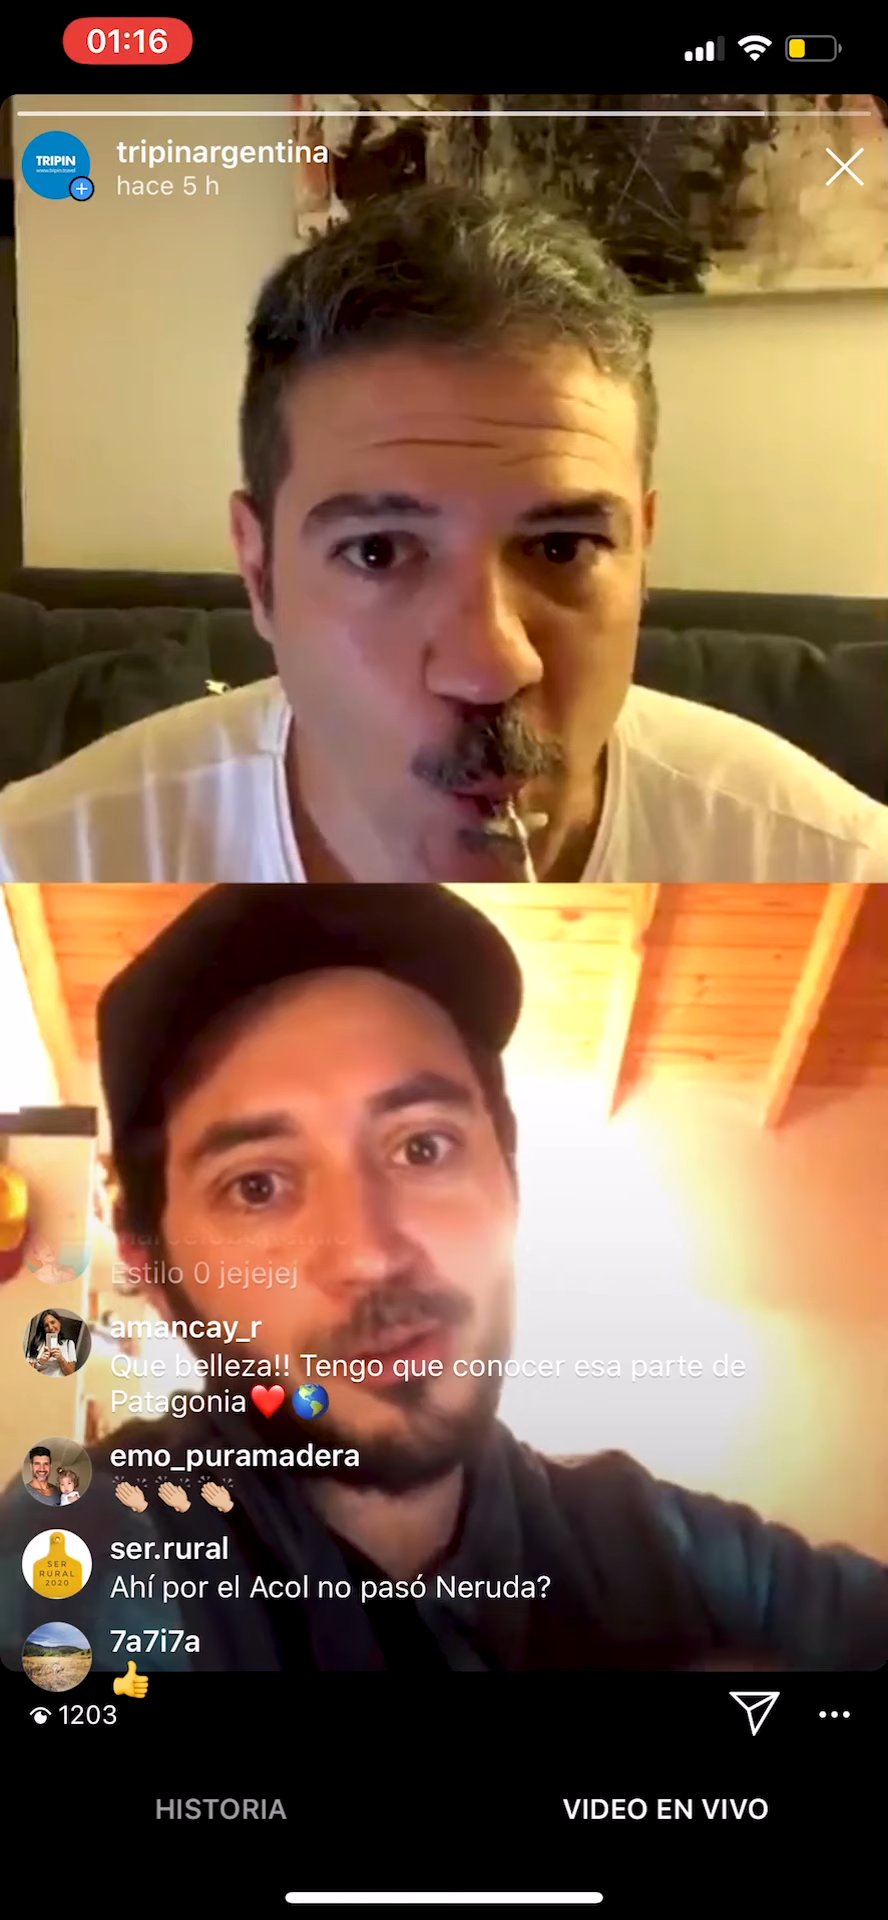 01:16
TRIPIN
tripinargentina
hace 5 h
Estilo 0 jejejej
amancay_r
Que belleza!! Tengo que conocer esa parte de
Patagonia❤️🌎
emo_puramadera
👏🏼👏🏼👏🏼
SER
RURAL
2020
ser.rural
Ahí por el Acol no pasó Neruda?
7a7i7a
👍
1203
HISTORIA
VIDEO EN VIVO